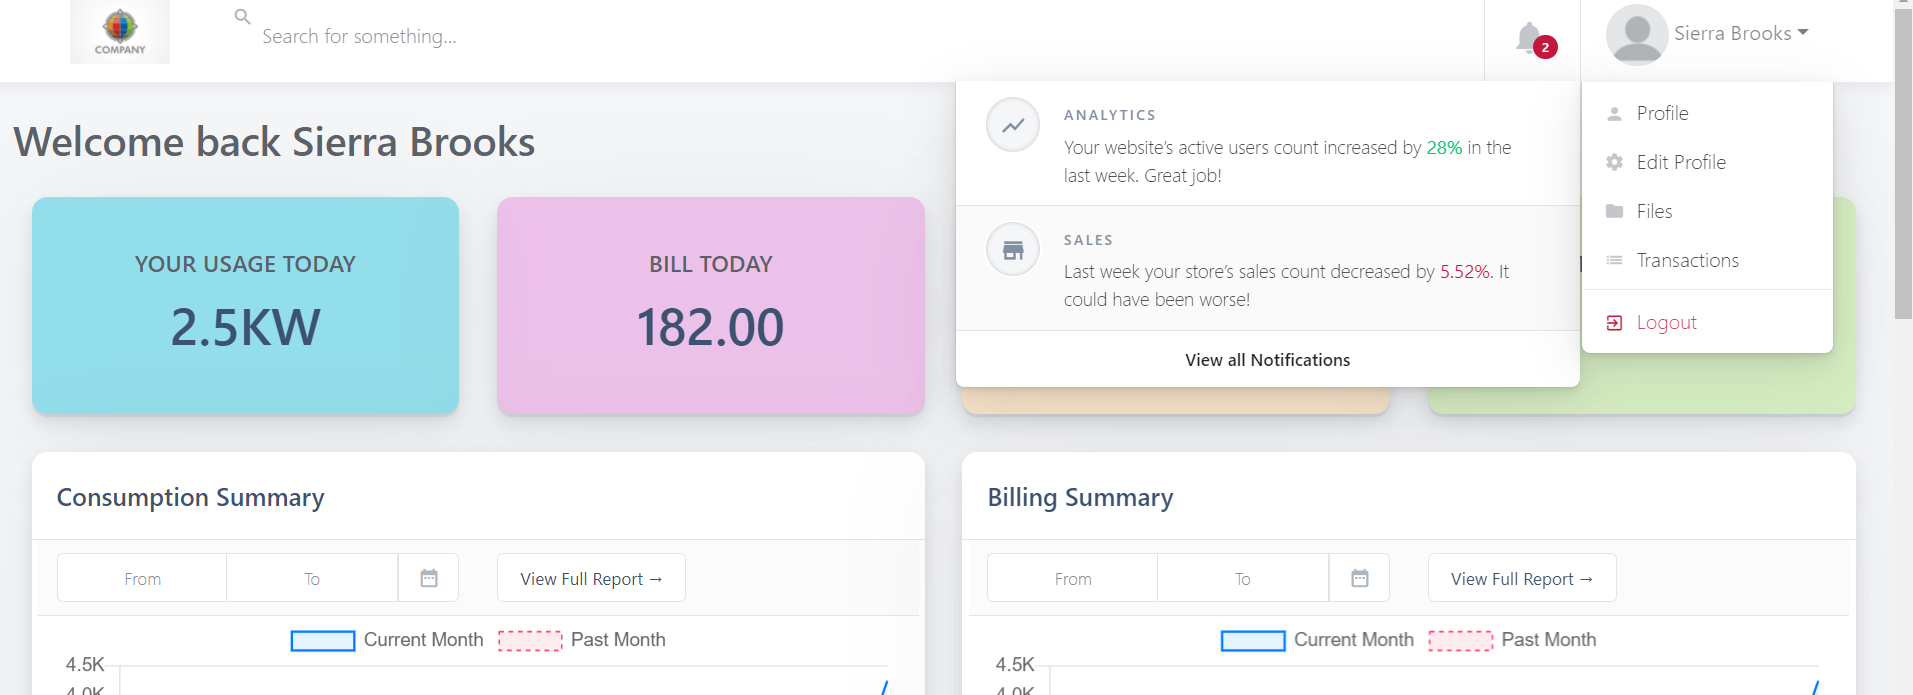 COMPANY
Search for something...
2
Sierra Brooks
Welcome back Sierra Brooks
ANALYTICS
Your website's active users count increased by 28% in the
last week. Great job!
SALES
Last week your store's sales count decreased by 5.52%. It
could have been worse!
View all Notifications
Profile
Edit Profile
Files
Transactions
Logout
YOUR USAGE TODAY
2.5KW
BILL TODAY
182.00
Consumption Summary
From To View Full Report →
Current Month Past Month
4.5K
4.0K
Billing Summary
From To View Full Report →
Current Month Past Month
4.5K
4.0K